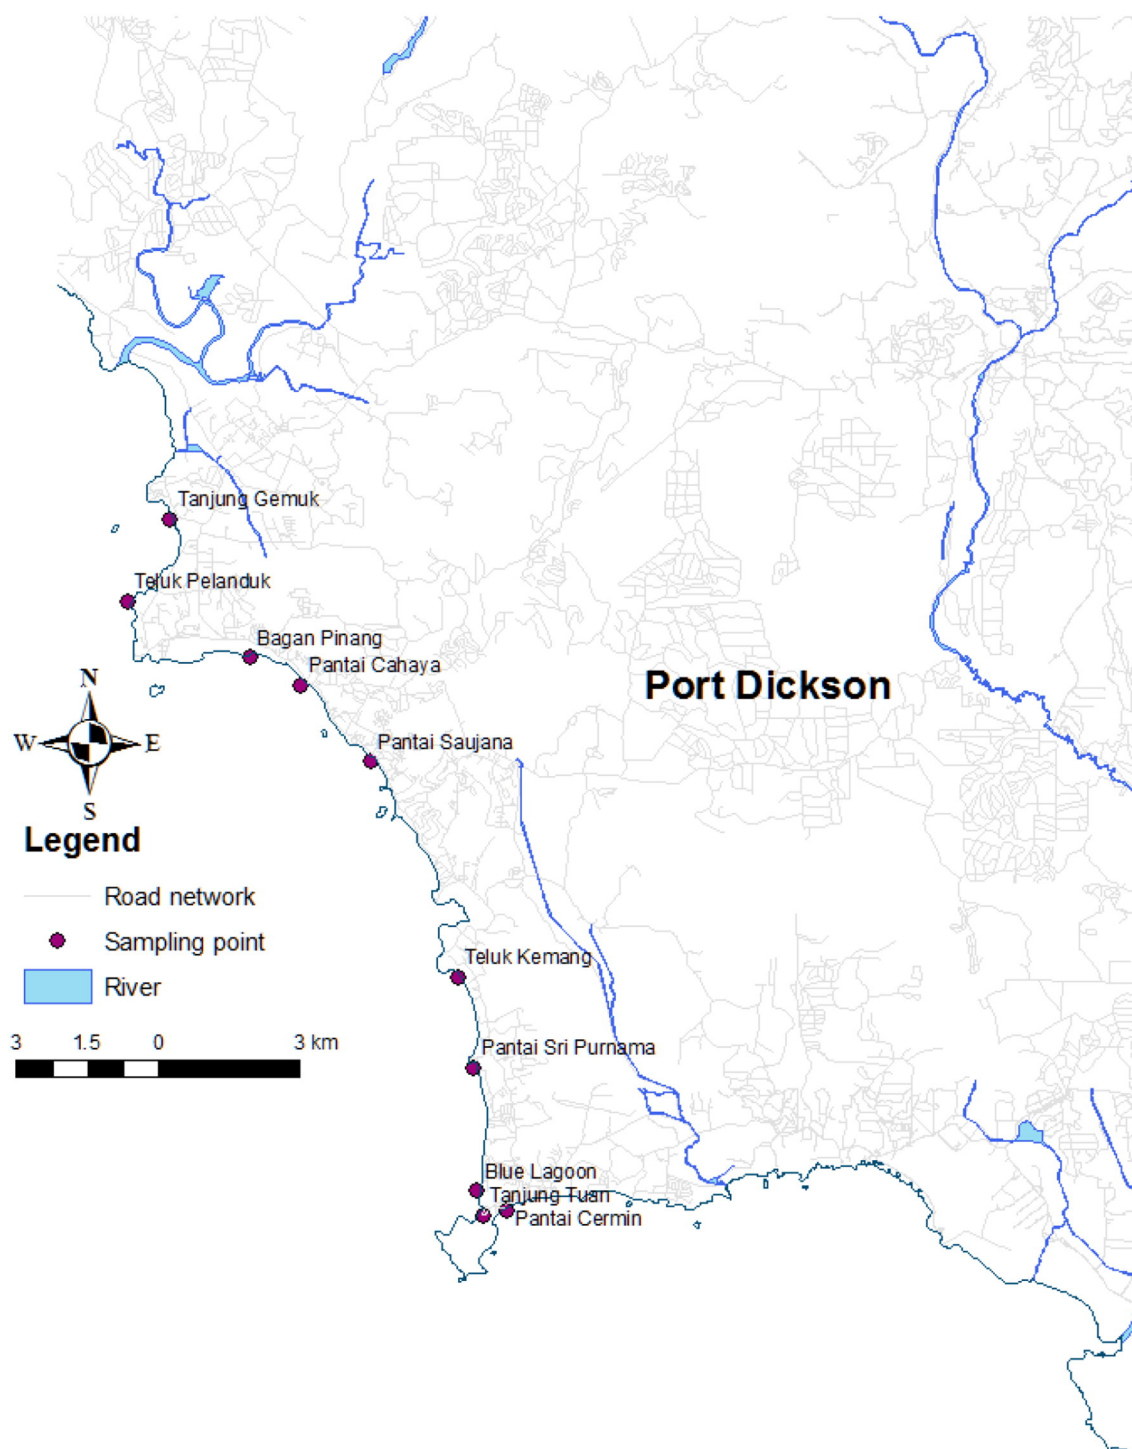 Tanjung Gemuk
Teluk Pelanduk
Bagan Pinang
Pantai Cahaya
Port Dickson
N
W E
S
Pantai Saujana
Legend
Road network
Sampling point
River
Teluk Kemang
3 1.5 0 3 km
Pantai Sri Purnama
Blue Lagoon
Tanjung Tuan
Pantai Cermin